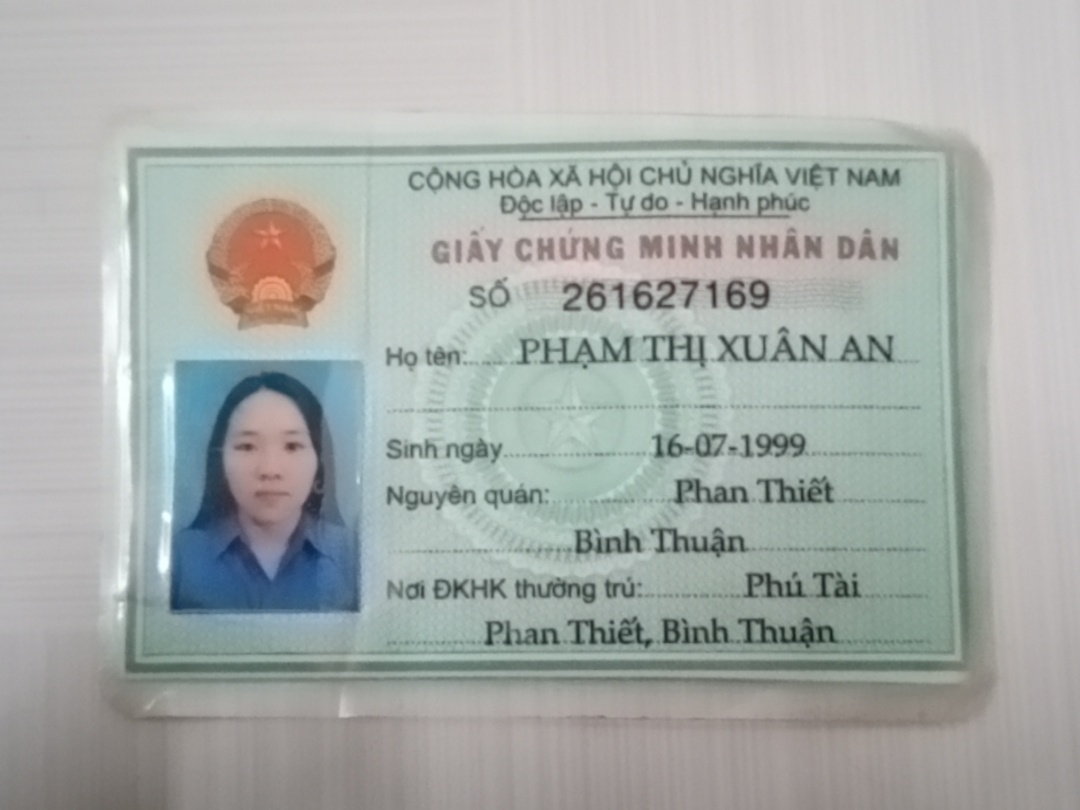 CỘNG HÒA XÃ HỘI CHỦ NGHĨA VIỆT NAM
Độc lập - Tự do - Hạnh phúc
GIẤY CHỨNG MINH NHÂN DÂN
SỐ 261627169
Họ tên: PHẠM THỊ XUÂN AN
Sinh ngày 16-07-1999
Nguyên quán: Phan Thiết
Bình Thuận
Nơi ĐKHK thường trú: Phú Tài
Phan Thiết, Bình Thuận